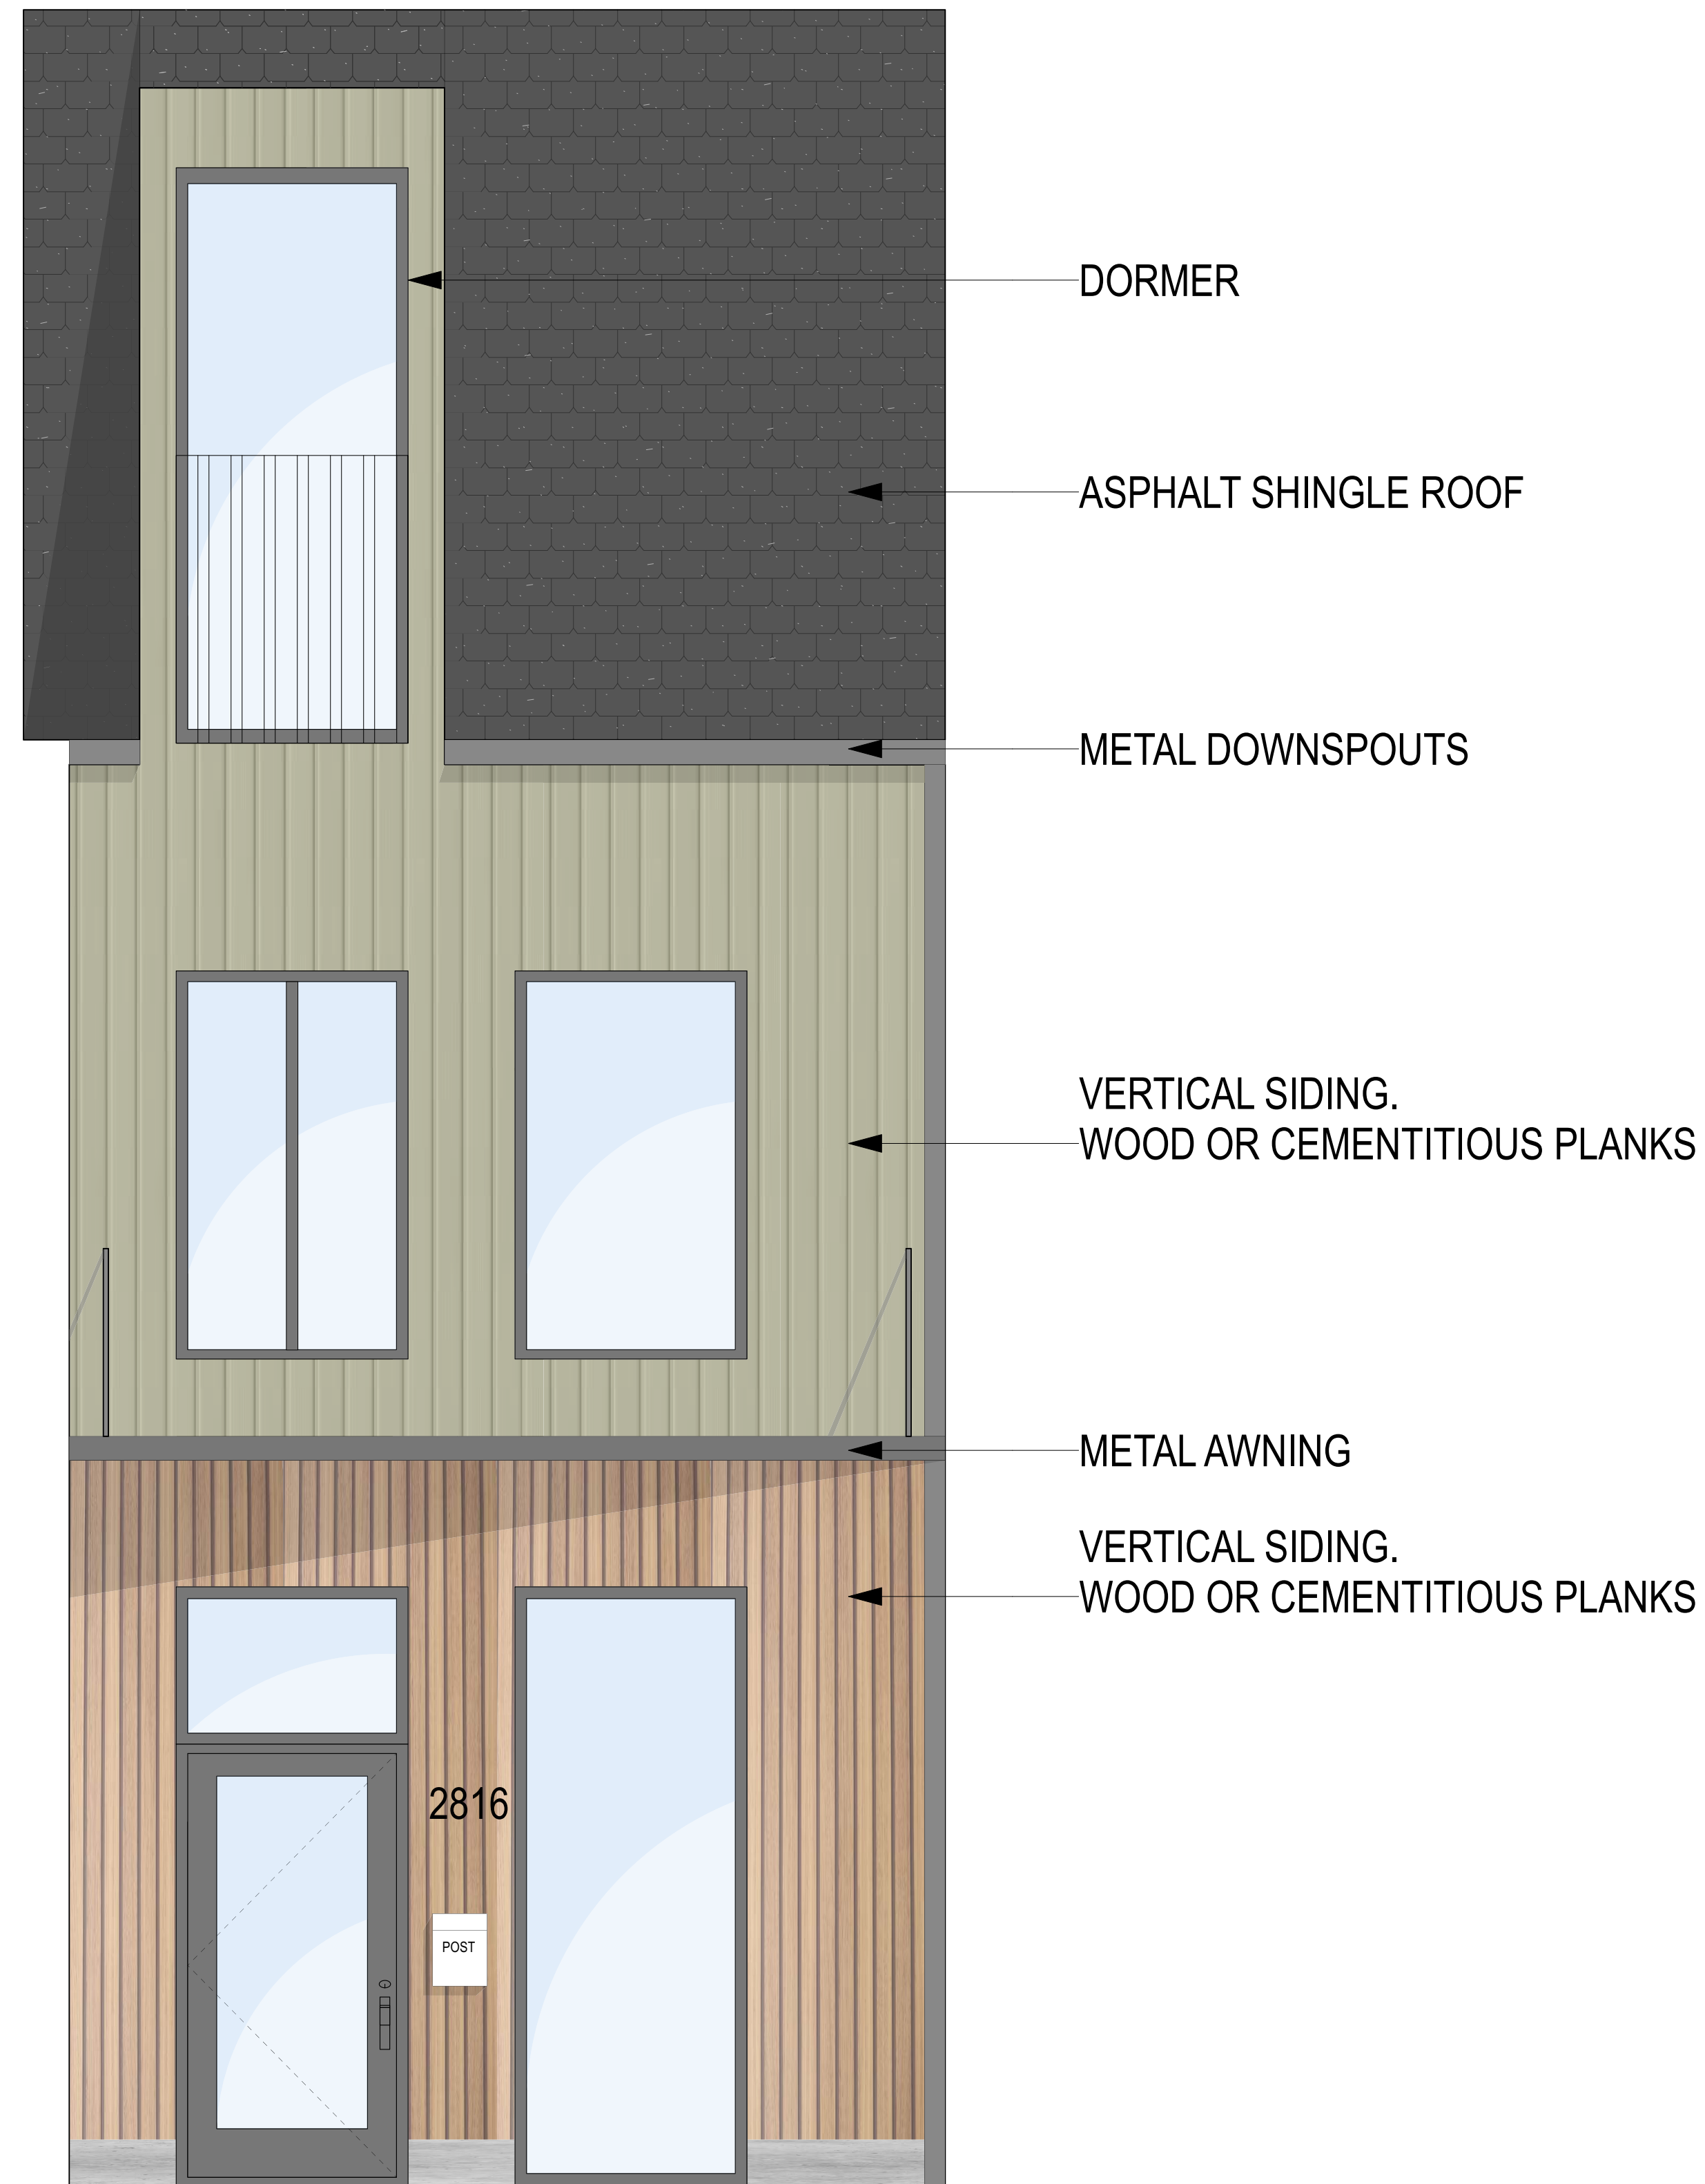 DORMER
ASPHALT SHINGLE ROOF
METAL DOWNSPOUTS
VERTICAL SIDING.
WOOD OR CEMENTITIOUS PLANKS
METAL AWNING
VERTICAL SIDING.
WOOD OR CEMENTITIOUS PLANKS
2816
POST